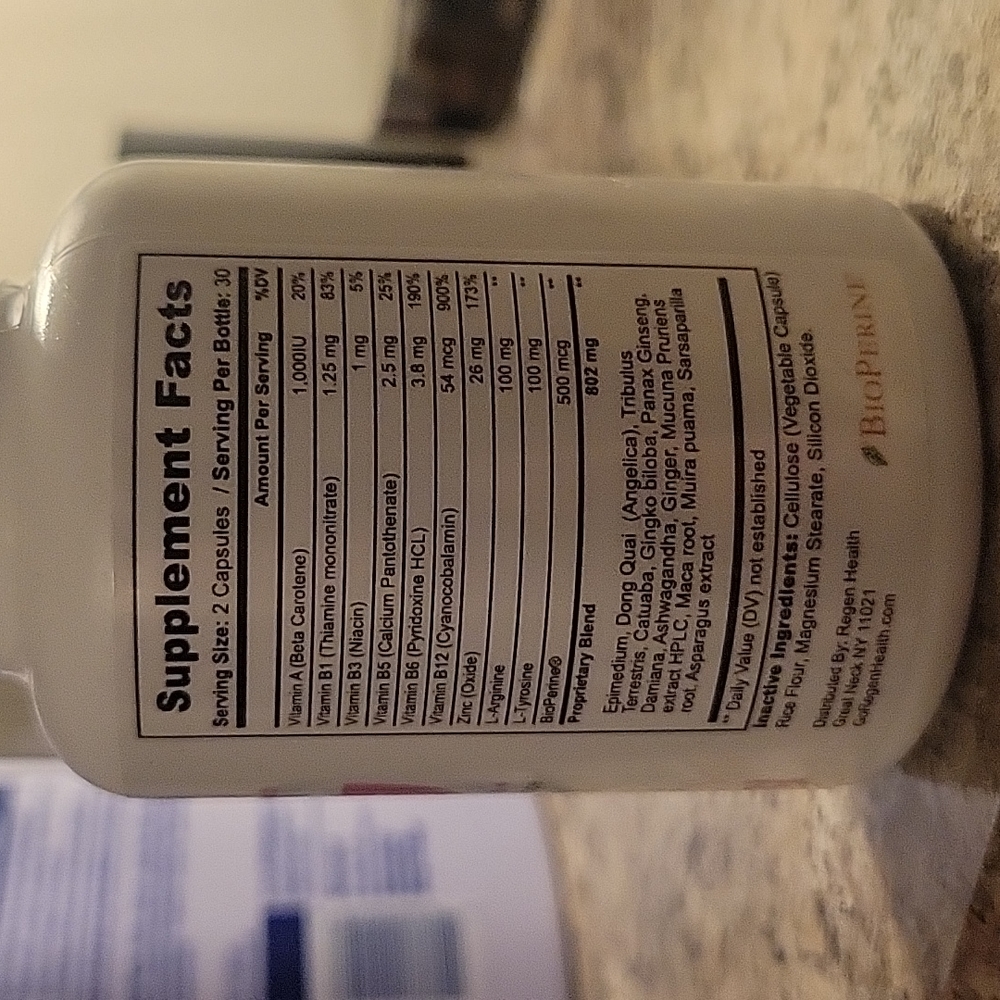 Supplement Facts
Serving Size: 2 Capsules / Serving Per Bottle: 30
Amount Per Serving %DV
Vitamin A (Beta Carotene) 1,000IU 20%
Vitamin B1 (Thiamine mononitrate) 1.25 mg 83%
Vitamin B3 (Niacin) 1 mg 5%
Vitamin B5 (Calcium Pantothenate) 2.5 mg 25%
Vitamin B6 (Pyridoxine HCL) 3.8 mg 190%
Vitamin B12 (Cyanocobalamin) 54 mcg 900%
Zinc (Oxide) 26 mg 173%
L-Arginine 100 mg **
L-Tyrosine 100 mg **
BioPerine® 500 mcg **
Proprietary Blend 802 mg **
Epimedium, Dong Quai (Angelica), Tribulus
Terrestris, Catuaba, Gingko biloba, Panax Ginseng,
Damiana, Ashwagandha, Ginger, Mucuna Pruriens
extract HPLC, Maca root, Muira puama, Sarsaparilla
root, Asparagus extract
** Daily Value (DV) not established
Inactive Ingredients: Cellulose (Vegetable Capsule)
Rice Flour, Magnesium Stearate, Silicon Dioxide.
Distributed By: Regen Health
Great Neck NY 11021
GoRegenHealth.com
BIOPERINE